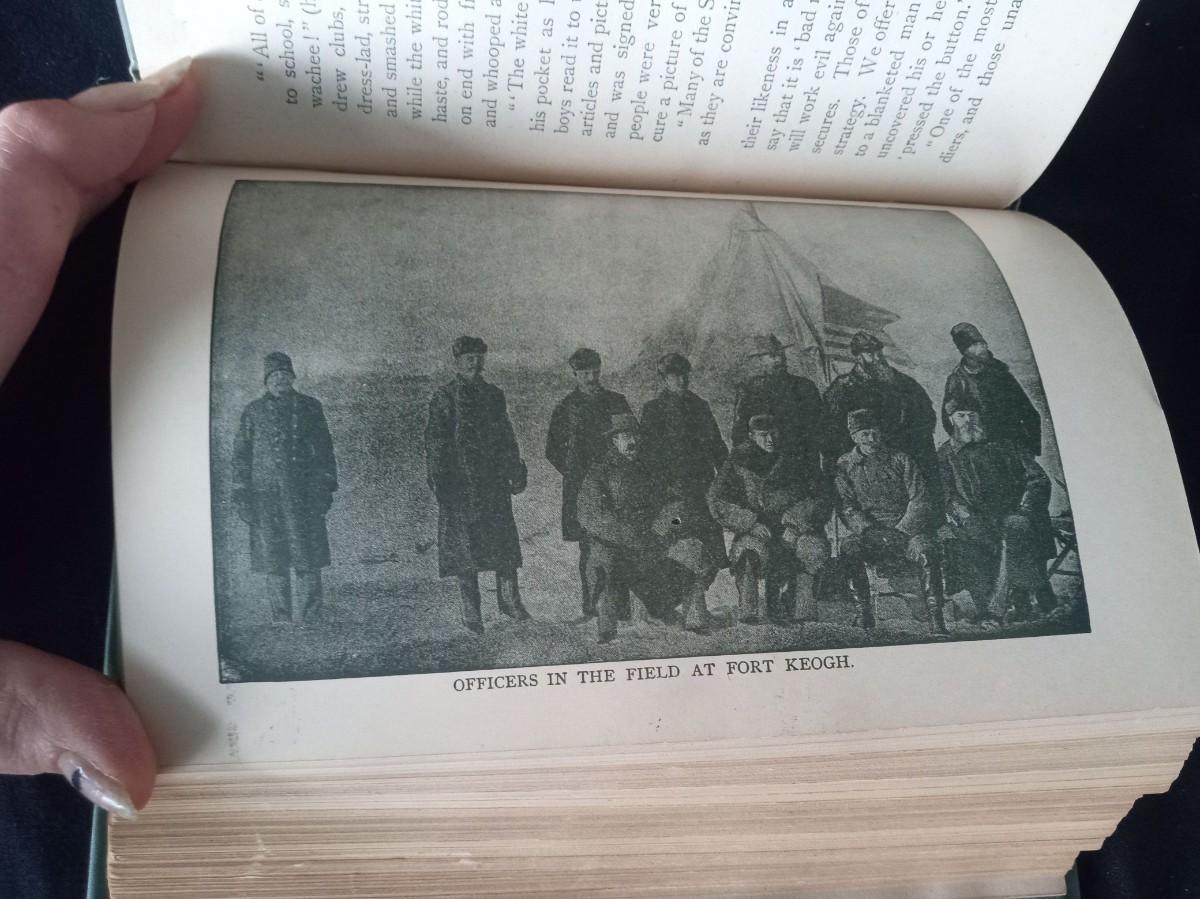 “‘All of
to school, s
wachee!” (h
drew clubs,
dress-lad, str
and smashed
while the whi
haste, and rod
on end with f
and whooped a
“‘The white
his pocket as l
boys read it to
articles and pict
and was signed
people were ver
cure a picture of
“Many of the S
as they are convi
their likeness in a
say that it is ‘bad
will work evil again
secures. Those of
strategy. We offer
to a blanketed man
uncovered his or he
‘pressed the button.’
“One of the most
diers, and those una
OFFICERS IN THE FIELD AT FORT KEOGH.